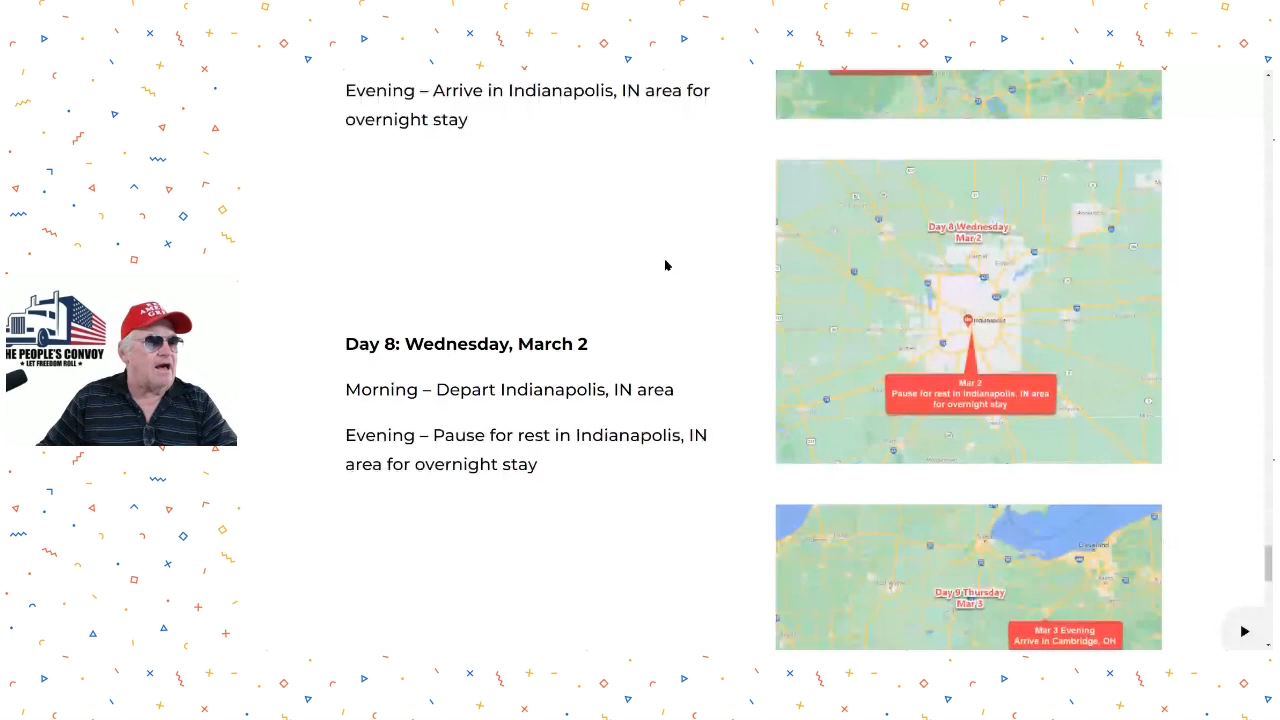 Evening – Arrive in Indianapolis, IN area for
overnight stay
Day 8 Wednesday
Mar 2
Indianapolis
Mar 2
Pause for rest in Indianapolis, IN area
for overnight stay
HE PEOPLE'S CONVOY
★ LET FREEDOM ROLL ★
Day 8: Wednesday, March 2
Morning – Depart Indianapolis, IN area
Evening – Pause for rest in Indianapolis, IN
area for overnight stay
Cleveland
Day 9 Thursday
Mar 3
Mar 3 Evening
Arrive in Cambridge, OH